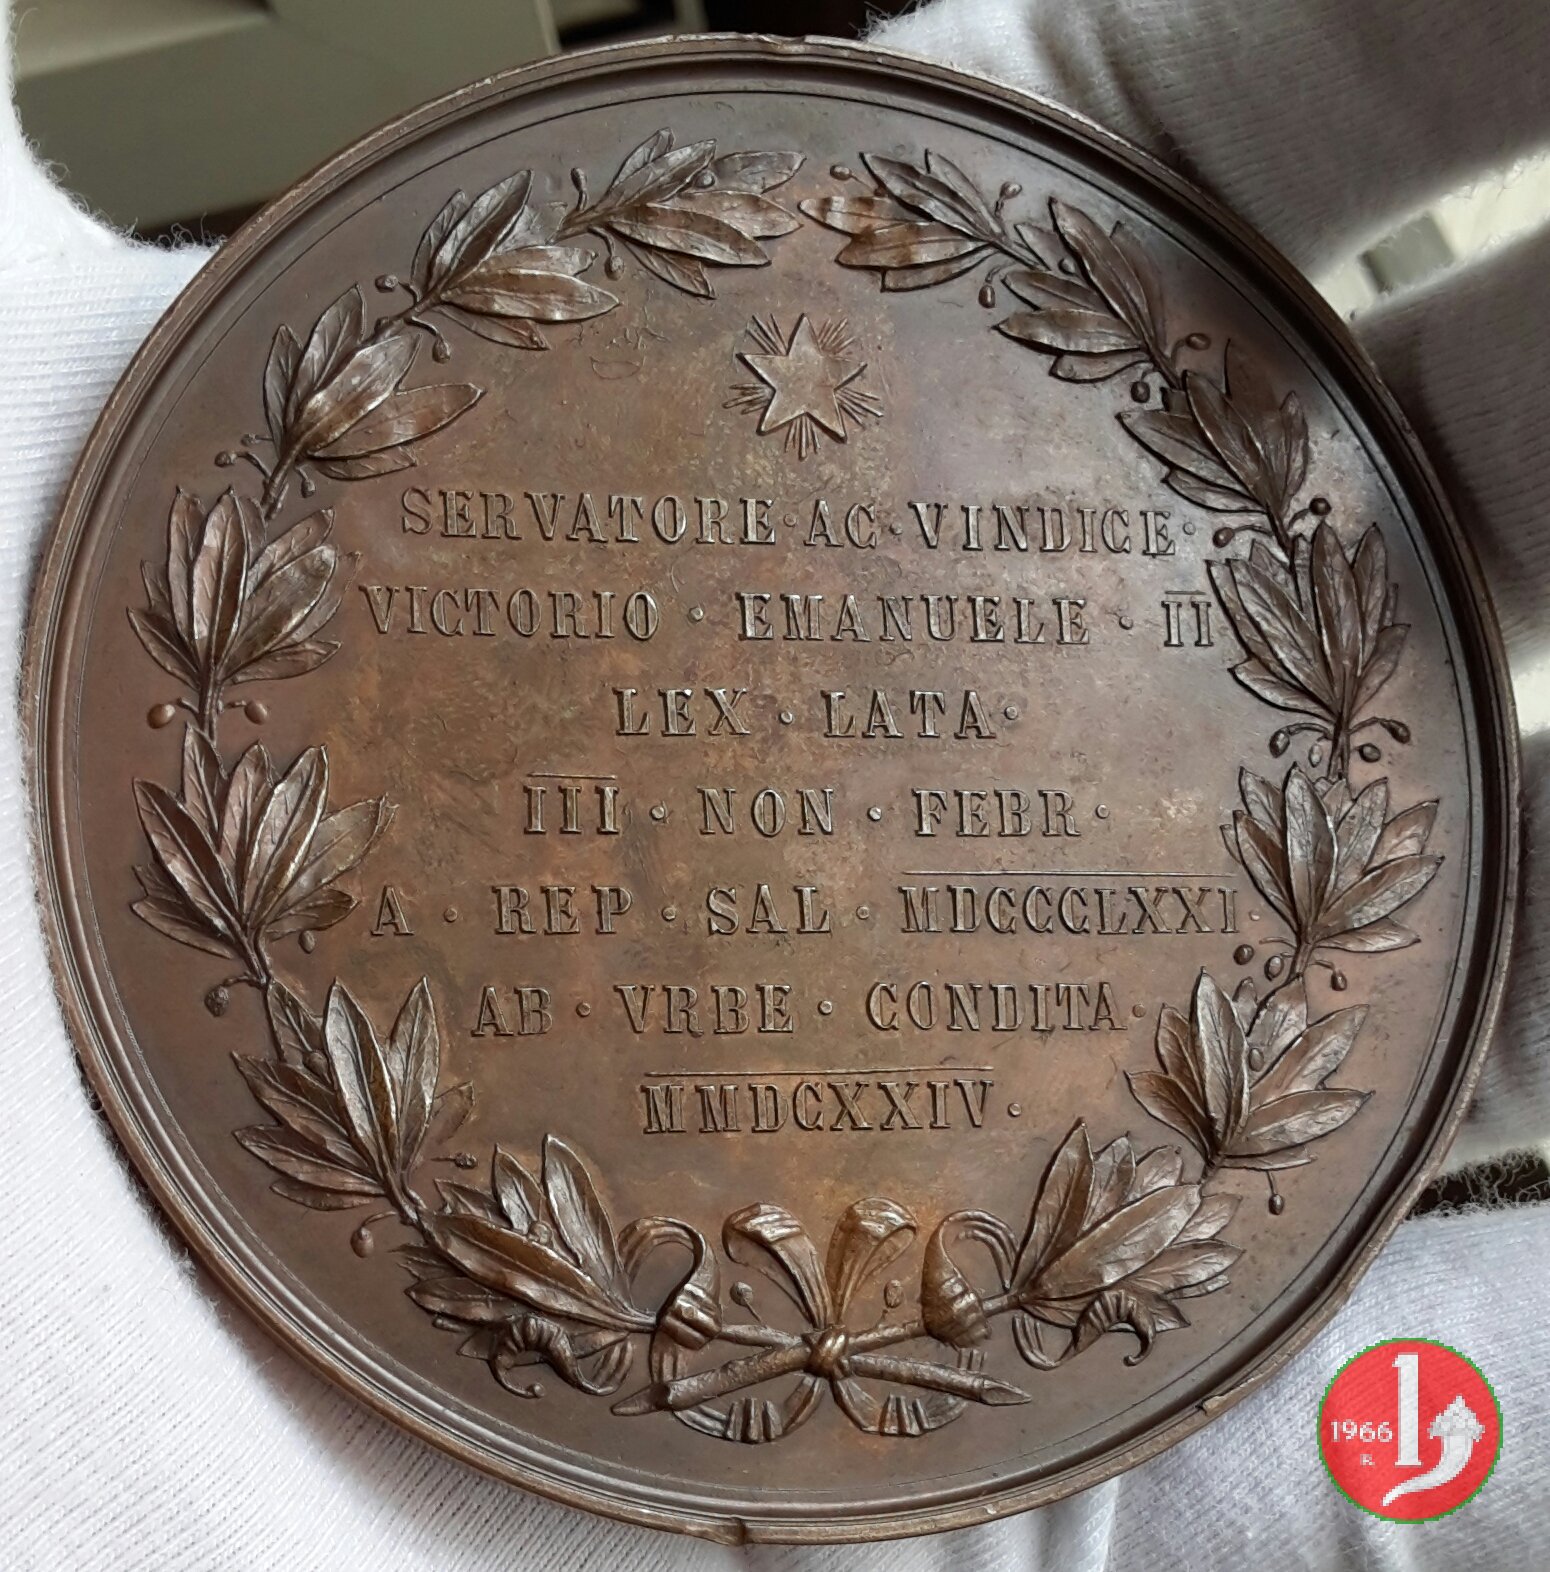 SERVATORE · AC · VINDICE ·
VICTORIO · EMANUELE · II
LEX · LATA ·
III · NON · FEBR ·
A · REP · SAL · MDCCCLXXI ·
AB · VRBE · CONDITA ·
MMDCXXIV ·
1966
R